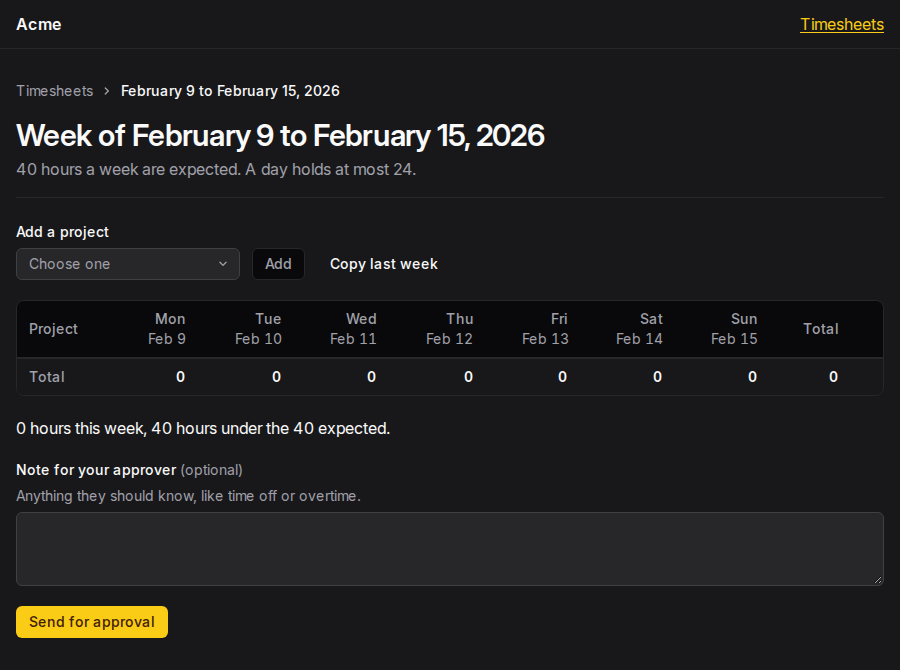 Acme
Timesheets
Timesheets > February 9 to February 15, 2026
Week of February 9 to February 15, 2026
40 hours a week are expected. A day holds at most 24.
Add a project
Choose one
Add
Copy last week
Project Mon Feb 9 Tue Feb 10 Wed Feb 11 Thu Feb 12 Fri Feb 13 Sat Feb 14 Sun Feb 15 Total
Total 0 0 0 0 0 0 0 0
0 hours this week, 40 hours under the 40 expected.
Note for your approver (optional)
Anything they should know, like time off or overtime.
Send for approval